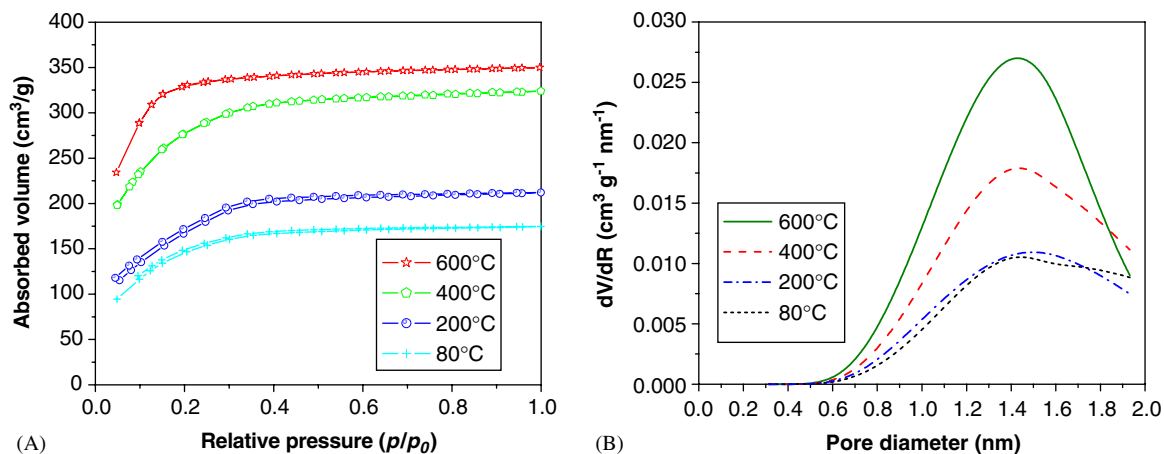 400
350
300
250
200
150
100
50
0
0.0 0.2 0.4 0.6 0.8 1.0
Absorbed volume (cm³/g)
Relative pressure (p/p₀)
600°C
400°C
200°C
80°C
(A)
0.030
0.025
0.020
0.015
0.010
0.005
0.000
0.0 0.2 0.4 0.6 0.8 1.0 1.2 1.4 1.6 1.8 2.0
dV/dR (cm³ g⁻¹ nm⁻¹)
Pore diameter (nm)
600°C
400°C
200°C
80°C
(B)